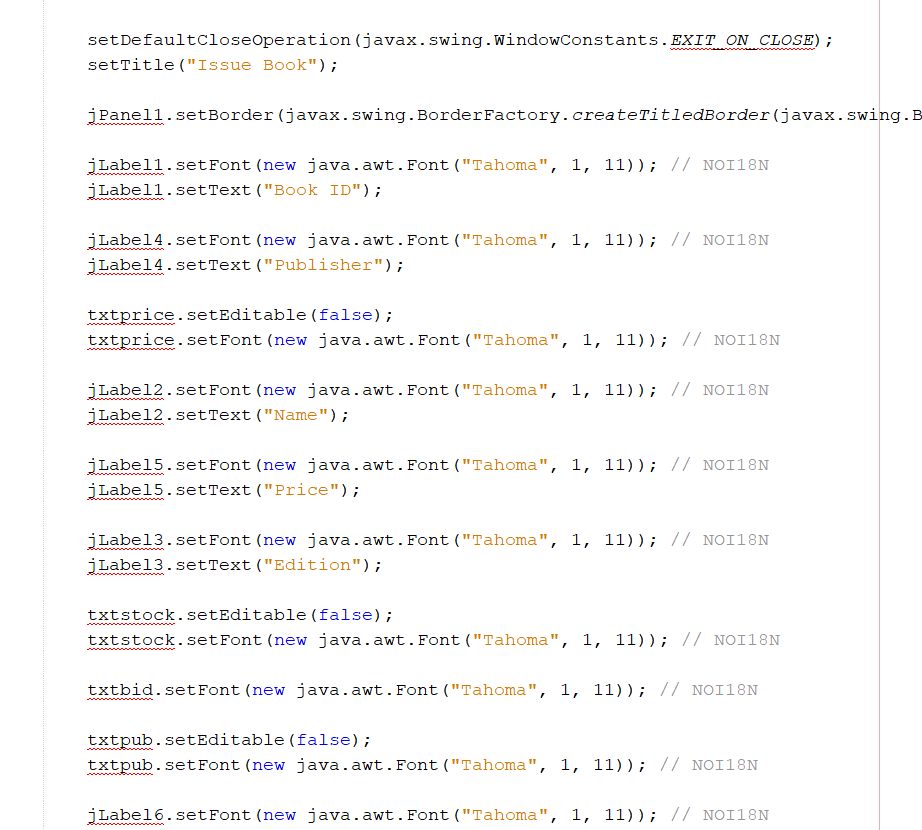 setDefaultCloseOperation(javax.swing.WindowConstants.EXIT_ON_CLOSE);
setTitle("Issue Book");
jPanel1.setBorder(javax.swing.BorderFactory.createTitledBorder(javax.swing.B
jLabel1.setFont(new java.awt.Font("Tahoma", 1, 11)); // NOI18N
jLabel1.setText("Book ID");
jLabel4.setFont(new java.awt.Font("Tahoma", 1, 11)); // NOI18N
jLabel4.setText("Publisher");
txtprice.setEditable(false);
txtprice.setFont(new java.awt.Font("Tahoma", 1, 11)); // NOI18N
jLabel2.setFont(new java.awt.Font("Tahoma", 1, 11)); // NOI18N
jLabel2.setText("Name");
jLabel5.setFont(new java.awt.Font("Tahoma", 1, 11)); // NOI18N
jLabel5.setText("Price");
jLabel3.setFont(new java.awt.Font("Tahoma", 1, 11)); // NOI18N
jLabel3.setText("Edition");
txtstock.setEditable(false);
txtstock.setFont(new java.awt.Font("Tahoma", 1, 11)); // NOI18N
txtbid.setFont(new java.awt.Font("Tahoma", 1, 11)); // NOI18N
txtpub.setEditable(false);
txtpub.setFont(new java.awt.Font("Tahoma", 1, 11)); // NOI18N
jLabel6.setFont(new java.awt.Font("Tahoma", 1, 11)); // NOI18N